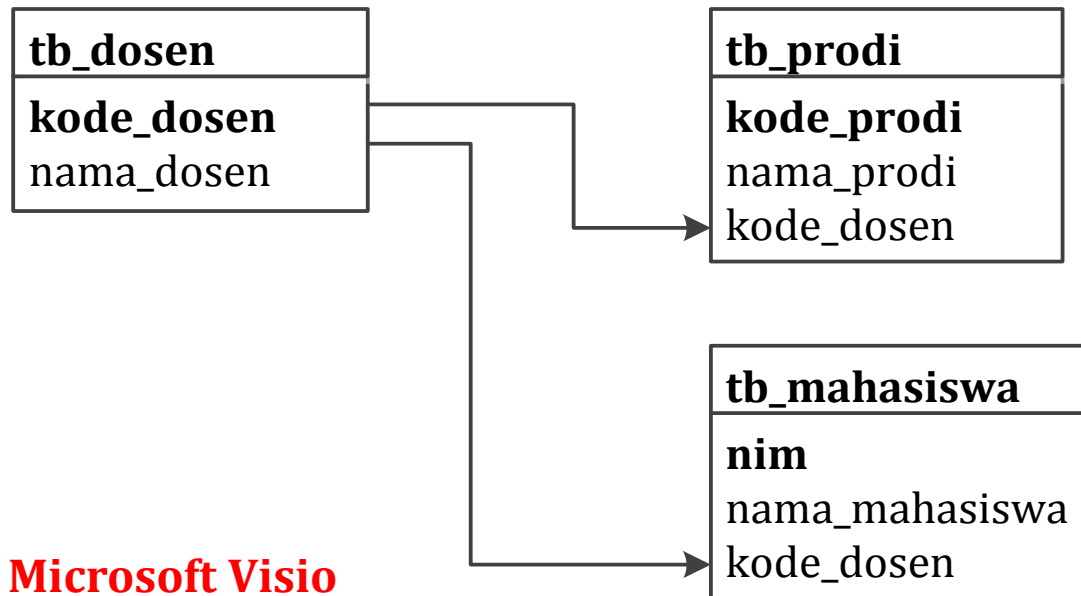 tb_dosen
kode_dosen
nama_dosen
tb_prodi
kode_prodi
nama_prodi
kode_dosen
tb_mahasiswa
nim
nama_mahasiswa
kode_dosen
Microsoft Visio